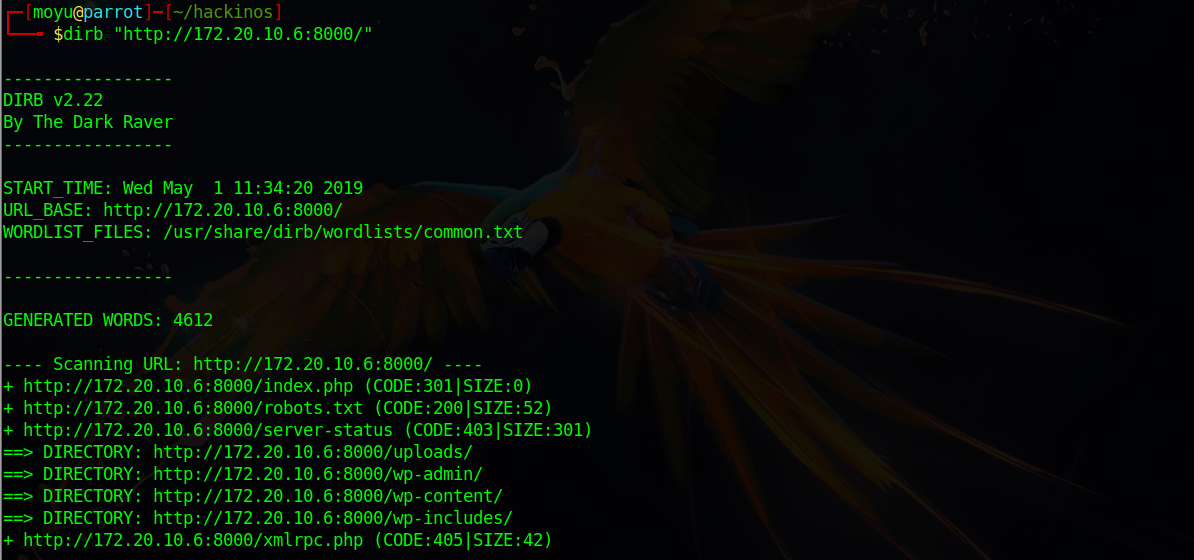 ┌─[moyu@parrot]─[~/hackinos]
└──╼ $dirb "http://172.20.10.6:8000/"
-----------------
DIRB v2.22
By The Dark Raver
-----------------
START_TIME: Wed May  1 11:34:20 2019
URL_BASE: http://172.20.10.6:8000/
WORDLIST_FILES: /usr/share/dirb/wordlists/common.txt
-----------------
GENERATED WORDS: 4612
---- Scanning URL: http://172.20.10.6:8000/ ----
+ http://172.20.10.6:8000/index.php (CODE:301|SIZE:0)
+ http://172.20.10.6:8000/robots.txt (CODE:200|SIZE:52)
+ http://172.20.10.6:8000/server-status (CODE:403|SIZE:301)
==> DIRECTORY: http://172.20.10.6:8000/uploads/
==> DIRECTORY: http://172.20.10.6:8000/wp-admin/
==> DIRECTORY: http://172.20.10.6:8000/wp-content/
==> DIRECTORY: http://172.20.10.6:8000/wp-includes/
+ http://172.20.10.6:8000/xmlrpc.php (CODE:405|SIZE:42)